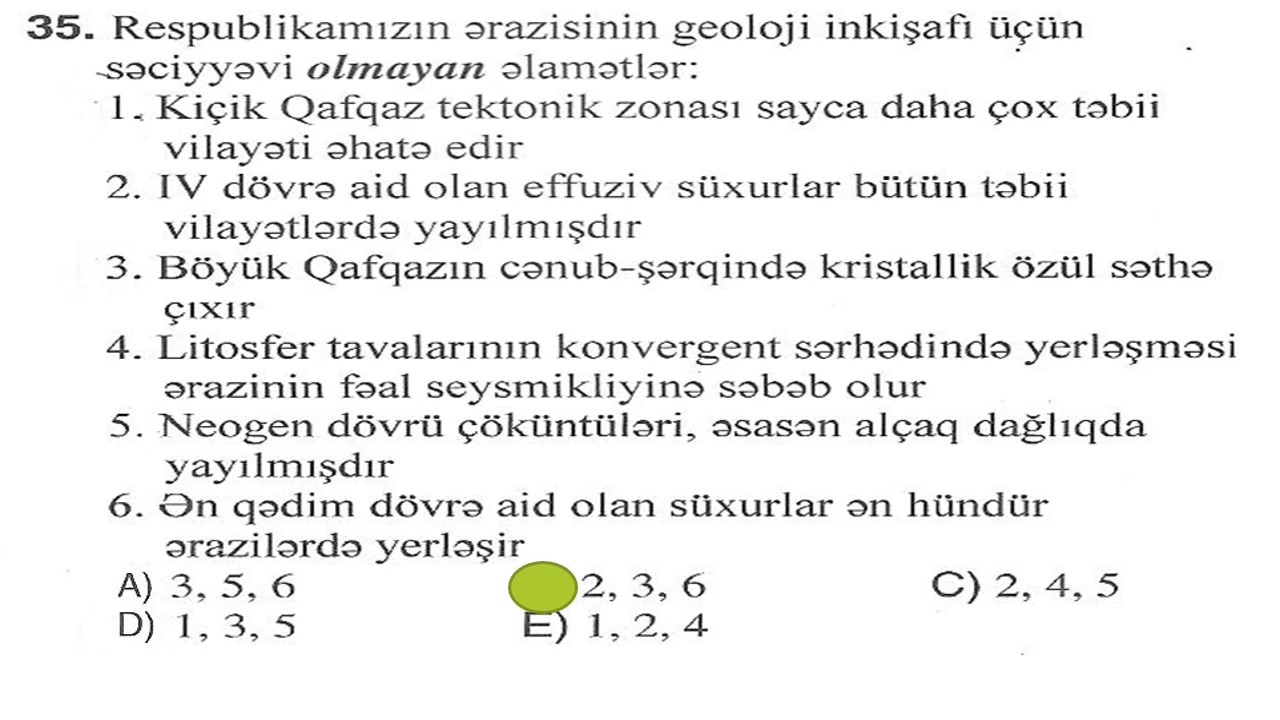 35. Respublikamızın ərazisinin geoloji inkişafı üçün
səciyyəvi olmayan əlamətlər:
1. Kiçik Qafqaz tektonik zonası sayca daha çox təbii
vilayəti əhatə edir
2. IV dövrə aid olan effuziv süxurlar bütün təbii
vilayətlərdə yayılmışdır
3. Böyük Qafqazın cənub-şərqində kristallik özül səthə
çıxır
4. Litosfer tavalarının konvergent sərhədində yerləşməsi
ərazinin fəal seysmikliyinə səbəb olur
5. Neogen dövrü çöküntüləri, əsasən alçaq dağlıqda
yayılmışdır
6. Ən qədim dövrə aid olan süxurlar ən hündür
ərazilərdə yerləşir
A) 3, 5, 6 2, 3, 6 C) 2, 4, 5
D) 1, 3, 5 E) 1, 2, 4